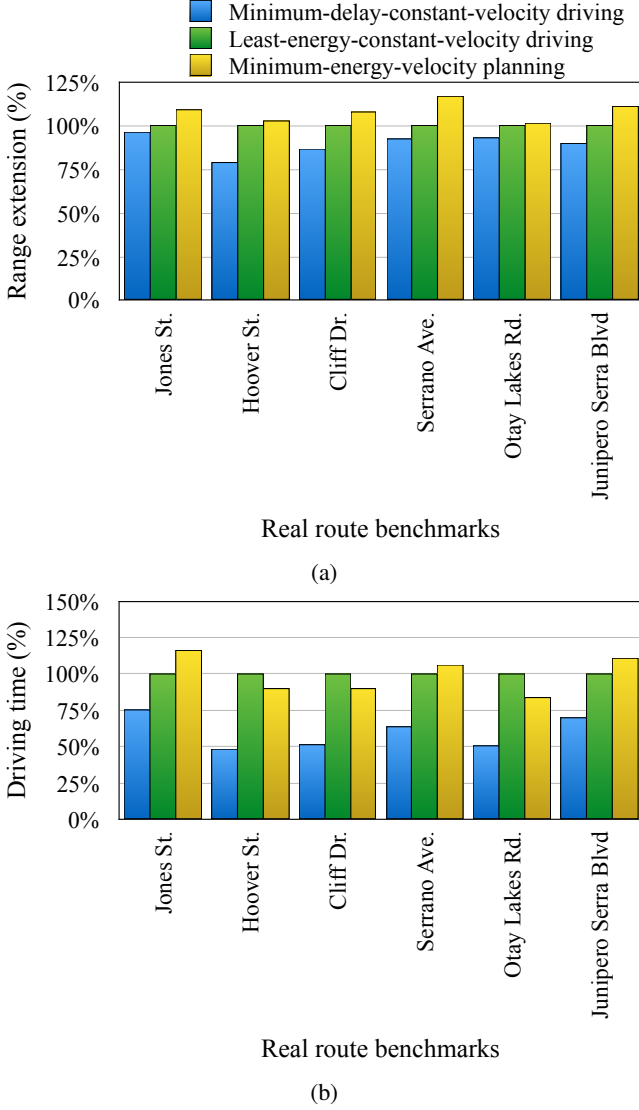 Minimum-delay-constant-velocity driving
Least-energy-constant-velocity driving
Minimum-energy-velocity planning
Range extension (%)
125%
100%
75%
50%
25%
0%
Jones St.
Hoover St.
Cliff Dr.
Serrano Ave.
Otay Lakes Rd.
Junipero Serra Blvd
Real route benchmarks
(a)
Driving time (%)
150%
125%
100%
75%
50%
25%
0%
Jones St.
Hoover St.
Cliff Dr.
Serrano Ave.
Otay Lakes Rd.
Junipero Serra Blvd
Real route benchmarks
(b)